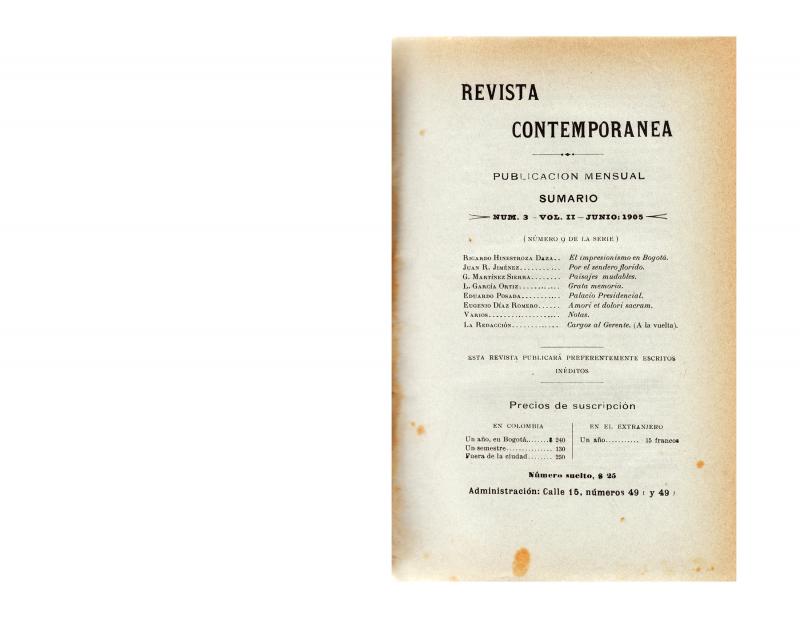 REVISTA
CONTEMPORANEA
PUBLICACION MENSUAL
SUMARIO
NUM. 3 - VOL. II - JUNIO: 1905
( NÚMERO 9 DE LA SERIE )
RICARDO HINESTROZA DAZA.. El impresionismo en Bogotá.
JUAN R. JIMÉNEZ........... Por el sendero florido.
G. MARTÍNEZ SIERRA........ Paisajes mudables.
L. GARCÍA ORTIZ........... Grata memoria.
EDUARDO POSADA........... Palacio Presidencial.
EUGENIO DÍAZ ROMERO...... Amori et dolori sacram.
VARIOS................... Notas.
LA REDACCIÓN............. Cargos al Gerente. (A la vuelta).
ESTA REVISTA PUBLICARÁ PREFERENTEMENTE ESCRITOS
INÉDITOS
Precios de suscripción
EN COLOMBIA
Un año, en Bogotá.......$ 240
Un semestre............ 130
Fuera de la ciudad........ 250
EN EL EXTRANJERO
Un año........... 15 francos
Número suelto, $ 25
Administración: Calle 15, números 49 y 49